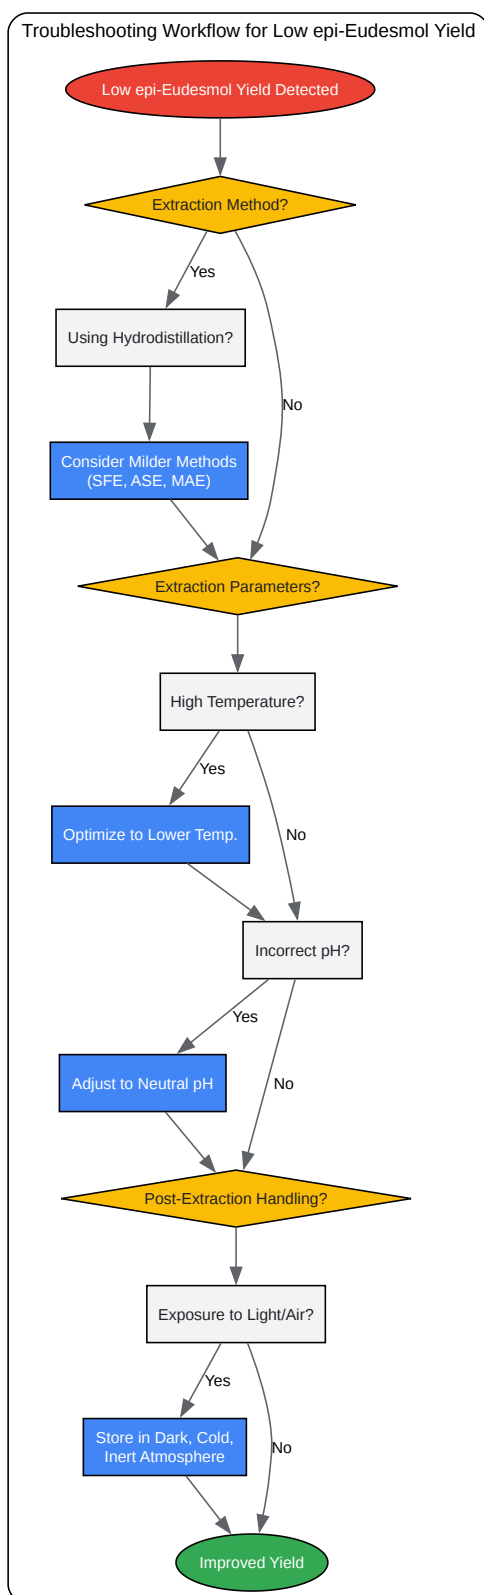 Troubleshooting Workflow for Low epi-Eudesmol Yield
Low epi-Eudesmol Yield Detected
Extraction Method?
Yes
Using Hydrodistillation?
No
Consider Milder Methods
(SFE, ASE, MAE)
Extraction Parameters?
High Temperature?
Yes
Optimize to Lower Temp.
No
Incorrect pH?
Yes
Adjust to Neutral pH
No
Post-Extraction Handling?
Exposure to Light/Air?
Yes
Store in Dark, Cold,
Inert Atmosphere
No
Improved Yield